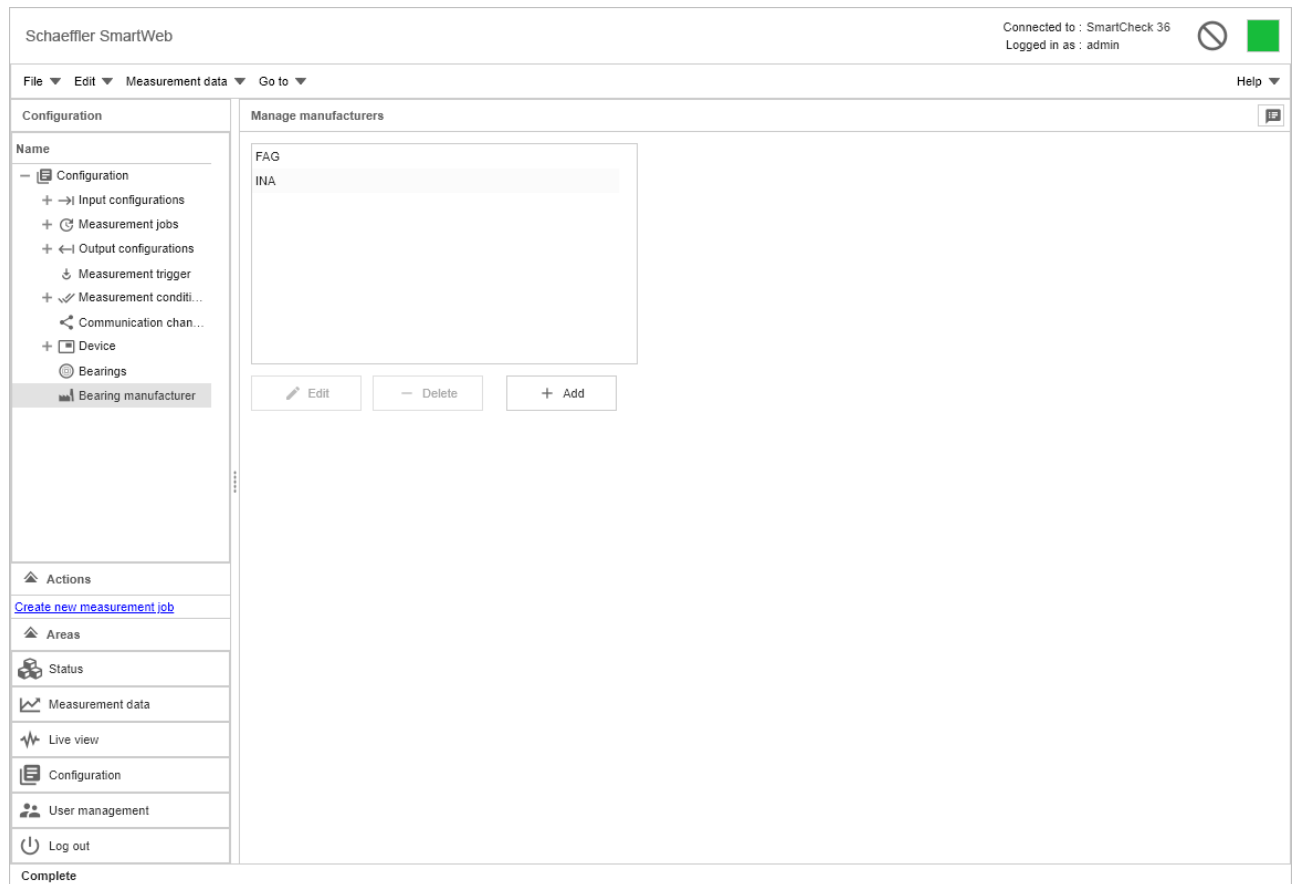 Schaeffler SmartWeb
Connected to : SmartCheck 36
Logged in as : admin
File Edit Measurement data Go to Help
Configuration
Name
Configuration
Input configurations
Measurement jobs
Output configurations
Measurement trigger
Measurement conditi...
Communication chan...
Device
Bearings
Bearing manufacturer
Manage manufacturers
FAG
INA
Edit Delete Add
Actions
Create new measurement job
Areas
Status
Measurement data
Live view
Configuration
User management
Log out
Complete